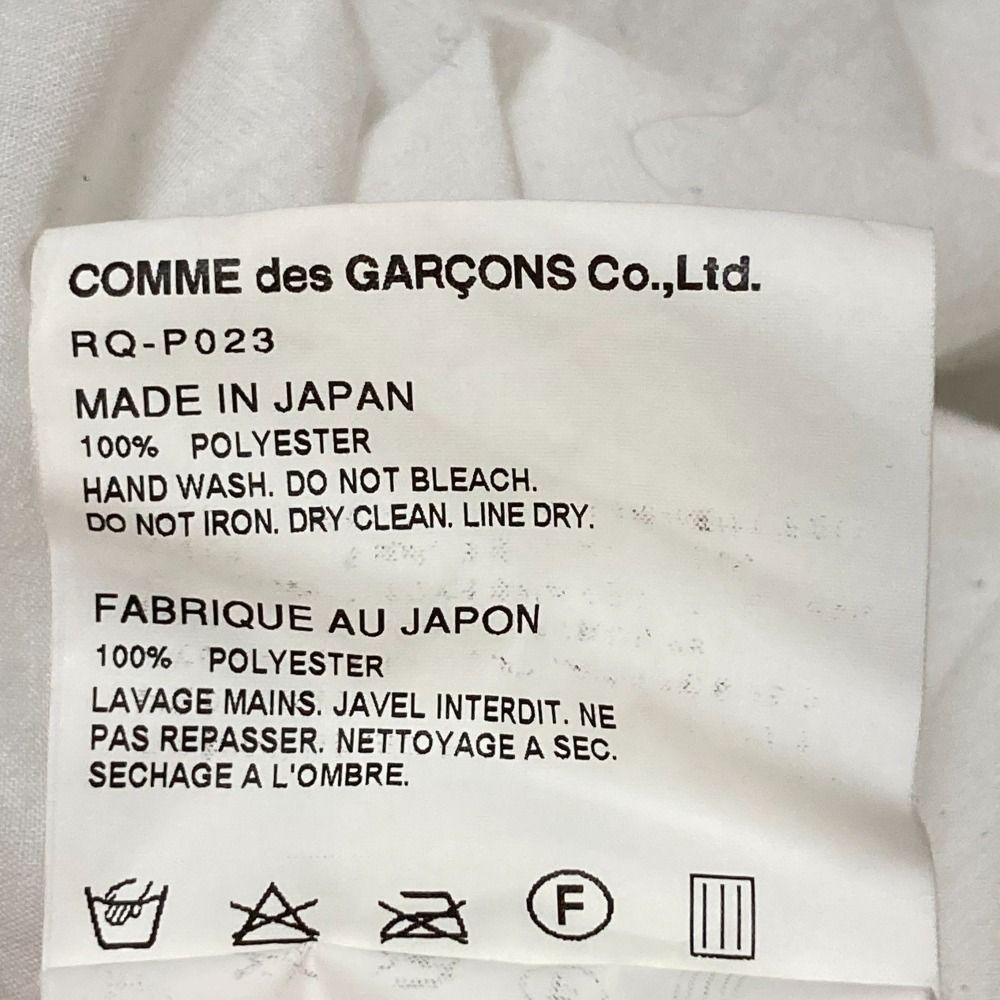 COMME des GARÇONS Co.,Ltd.
RQ-P023
MADE IN JAPAN
100% POLYESTER
HAND WASH. DO NOT BLEACH.
DO NOT IRON. DRY CLEAN. LINE DRY.
FABRIQUE AU JAPON
100% POLYESTER
LAVAGE MAINS. JAVEL INTERDIT. NE
PAS REPASSER. NETTOYAGE A SEC.
SECHAGE A L'OMBRE.
F